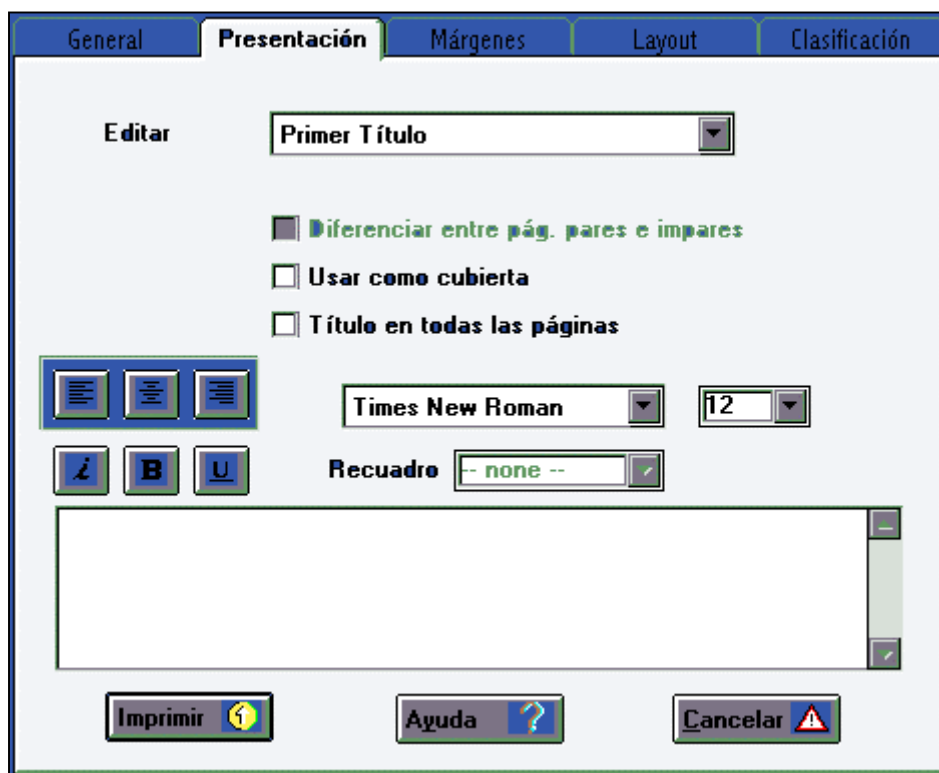 General Presentación Márgenes Layout Clasificación
Editar Primer Título
Diferenciar entre pág. pares e impares
Usar como cubierta
Título en todas las páginas
Times New Roman 12
i B U Recuadro -- none --
Imprimir Ayuda Cancelar